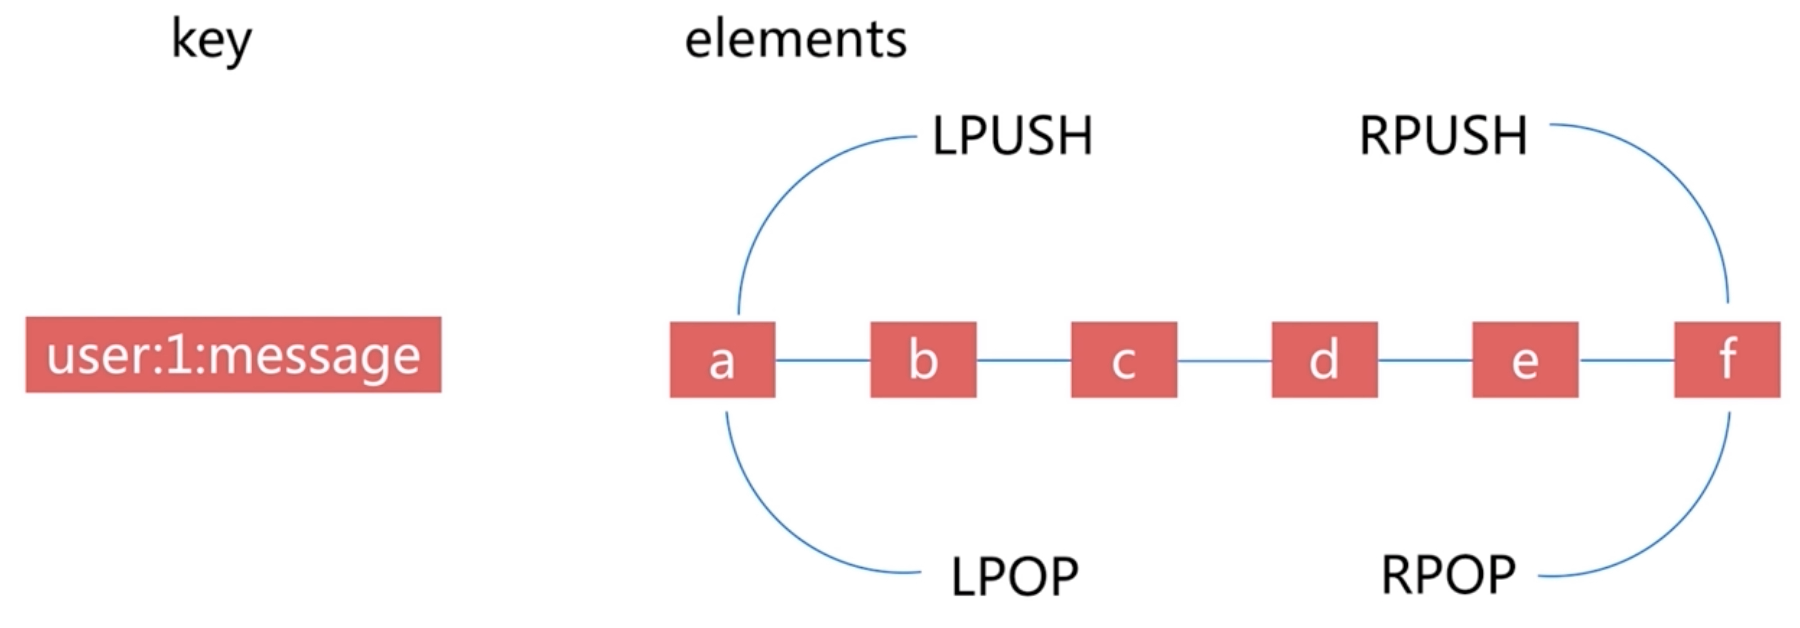 key
elements
LPUSH
RPUSH
user:1:message
a
b
c
d
e
f
LPOP
RPOP